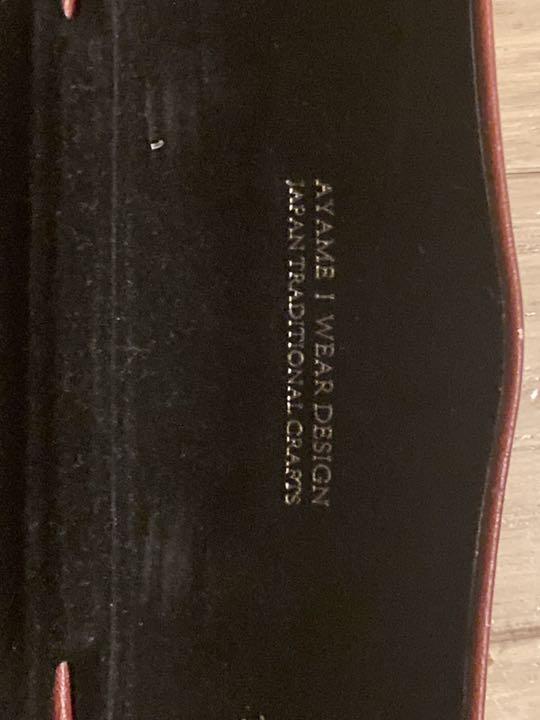 AYAME I WEAR DESIGN
JAPAN TRADITIONAL CRAFTS